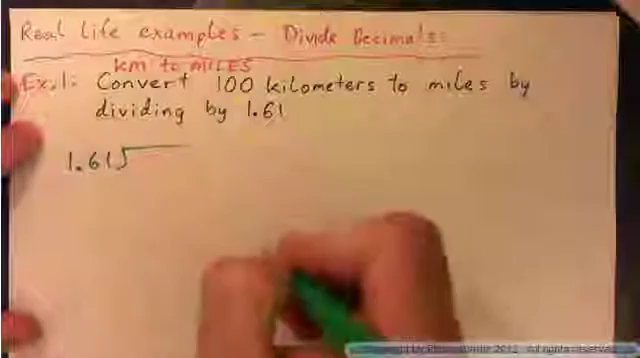 Real Life examples - Divide Decimals:
KM to MILES
Ex.1: Convert 100 kilometers to miles by
dividing by 1.61
1.61